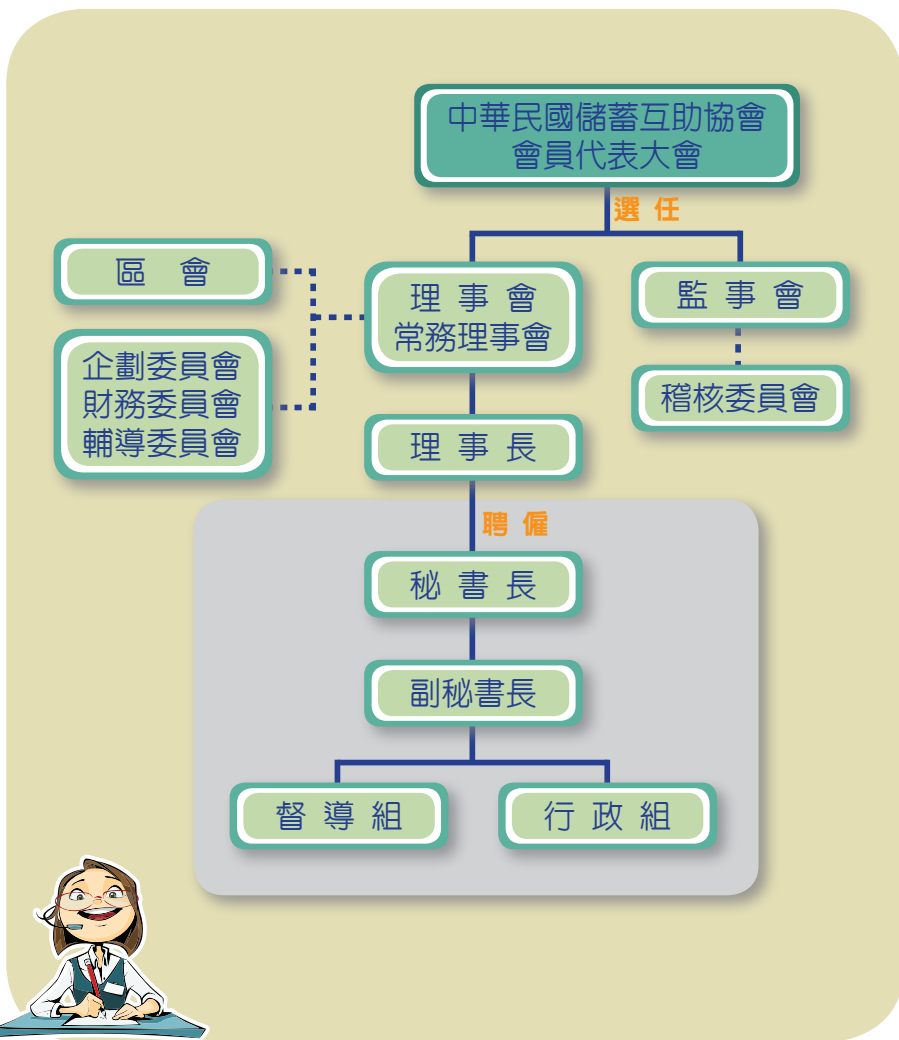 中華民國儲蓄互助協會
會員代表大會
選 任
區 會
理 事 會
常務理事會
監 事 會
企劃委員會
財務委員會
輔導委員會
稽核委員會
理 事 長
聘 僱
秘 書 長
副秘書長
督 導 組
行 政 組